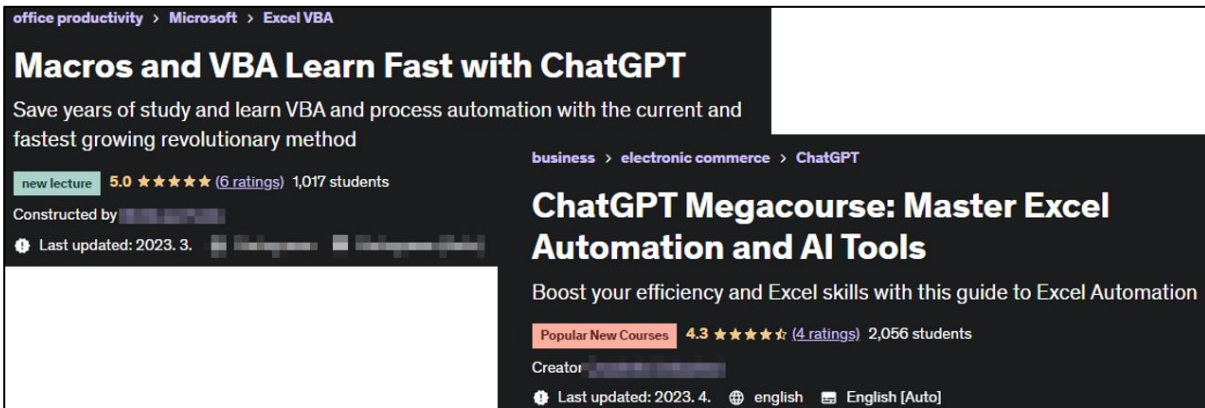 office productivity > Microsoft > Excel VBA
Macros and VBA Learn Fast with ChatGPT
Save years of study and learn VBA and process automation with the current and
fastest growing revolutionary method
new lecture 5.0 ★★★★★ (6 ratings) 1,017 students
Constructed by
Last updated: 2023. 3.
business > electronic commerce > ChatGPT
ChatGPT Megacourse: Master Excel
Automation and AI Tools
Boost your efficiency and Excel skills with this guide to Excel Automation
Popular New Courses 4.3 ★★★★⯪ (4 ratings) 2,056 students
Creator
Last updated: 2023. 4. english English [Auto]